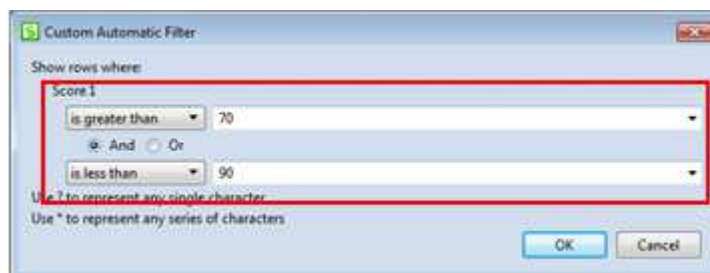 Custom Automatic Filter
Show rows where:
Score 1
is greater than 70
And Or
is less than 90
Use ? to represent any single character
Use * to represent any series of characters
OK Cancel